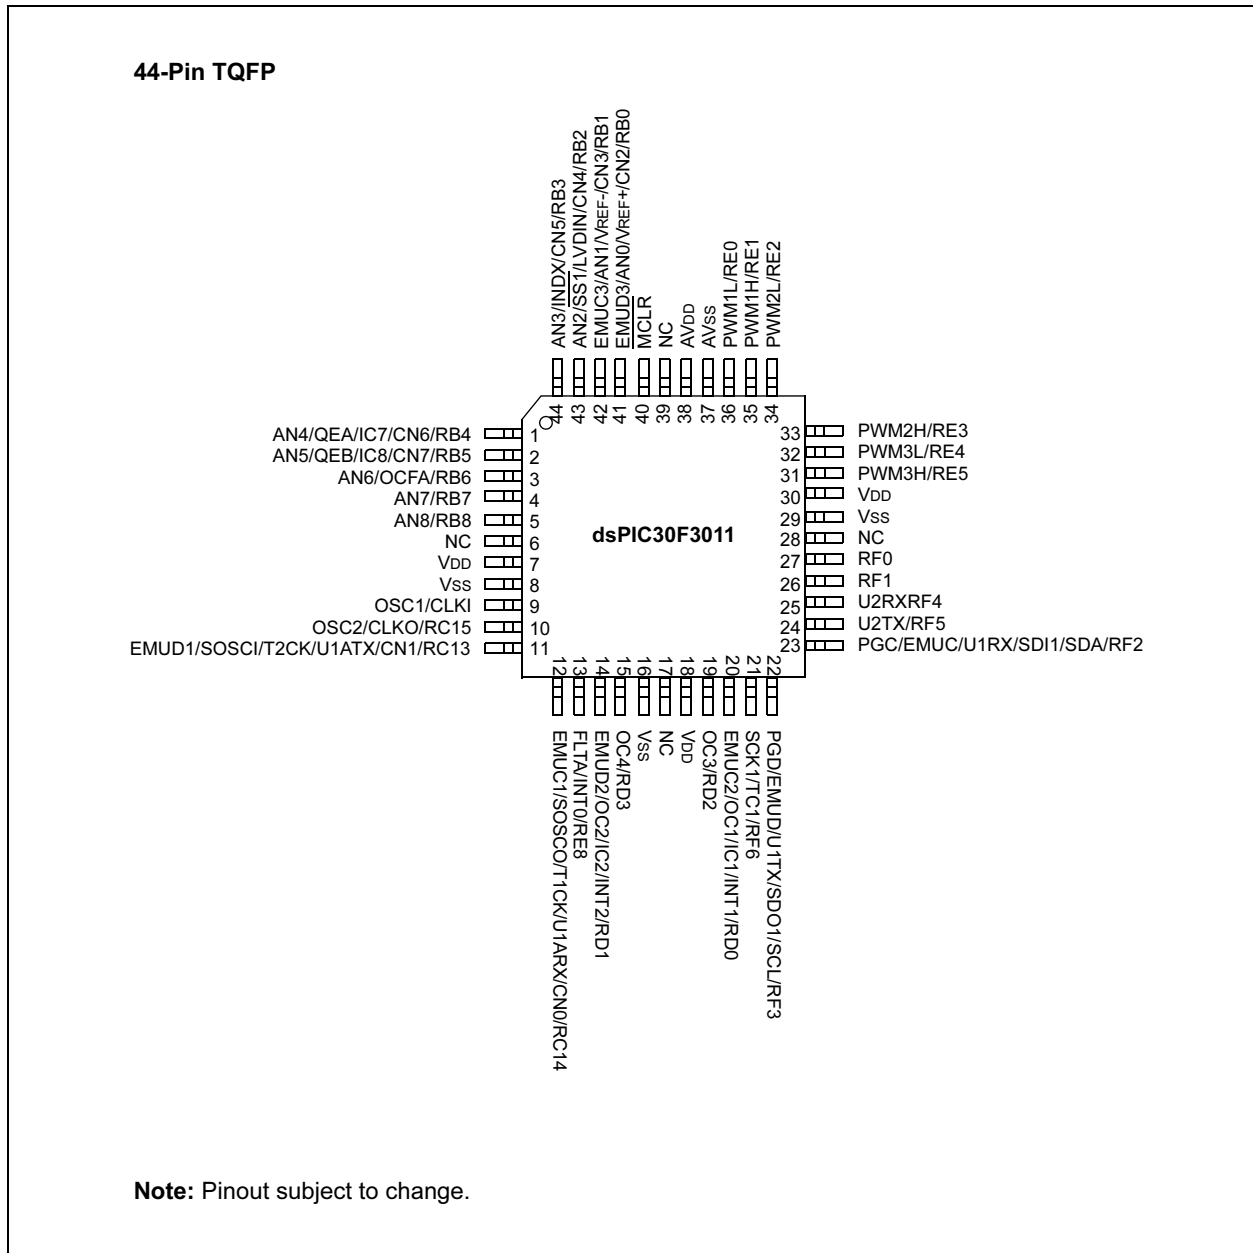 44-Pin TQFP
AN3/INDX/CN5/RB3
AN2/SS1/LVDIN/CN4/RB2
EMUC3/AN1/VREF-/CN3/RB1
EMUD3/AN0/VREF+/CN2/RB0
MCLR
NC
AVDD
AVSS
PWM1L/RE0
PWM1H/RE1
PWM2L/RE2
44
43
42
41
40
39
38
37
36
35
34
AN4/QEA/IC7/CN6/RB4 1
AN5/QEB/IC8/CN7/RB5 2
AN6/OCFA/RB6 3
AN7/RB7 4
AN8/RB8 5
NC 6
VDD 7
VSS 8
OSC1/CLKI 9
OSC2/CLKO/RC15 10
EMUD1/SOSCI/T2CK/U1ATX/CN1/RC13 11
dsPIC30F3011
33 PWM2H/RE3
32 PWM3L/RE4
31 PWM3H/RE5
30 VDD
29 VSS
28 NC
27 RF0
26 RF1
25 U2RXRF4
24 U2TX/RF5
23 PGC/EMUC/U1RX/SDI1/SDA/RF2
12
13
14
15
16
17
18
19
20
21
22
EMUC1/SOSCO/T1CK/U1ARX/CN0/RC14
FLTA/INT0/RE8
EMUD2/OC2/IC2/INT2/RD1
OC4/RD3
VSS
NC
VDD
OC3/RD2
EMUC2/OC1/IC1/INT1/RD0
SCK1/TC1/RF6
PGD/EMUD/U1TX/SDO1/SCL/RF3
Note: Pinout subject to change.